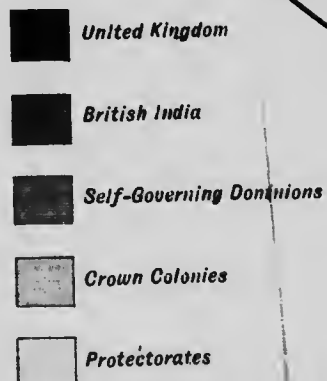 United Kingdom
British India
Self-Governing Dominions
Crown Colonies
Protectorates